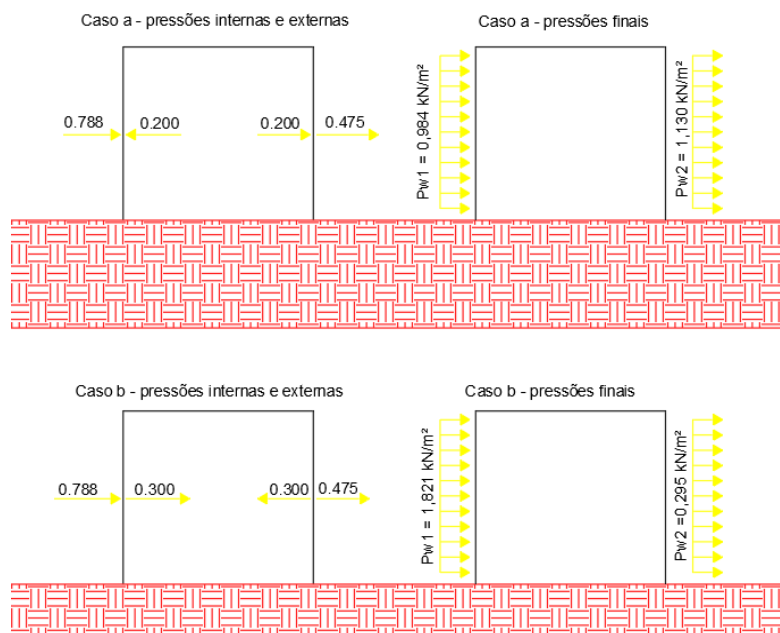 Caso a - pressões internas e externas
Caso a - pressões finais
0.788
0.200
0.200
0.475
Pw1 = 0,984 kN/m²
Pw2 = 1,130 kN/m²
Caso b - pressões internas e externas
Caso b - pressões finais
0.788
0.300
0.300
0.475
Pw1 = 1,821 kN/m²
Pw2 =0,295 kN/m²